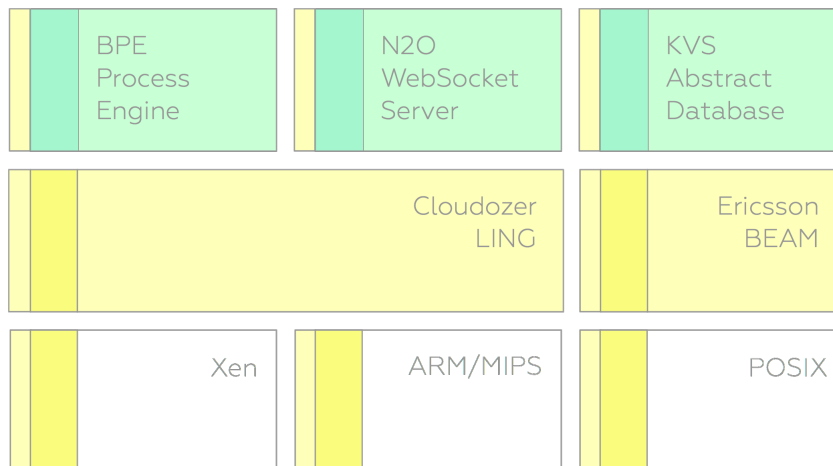 BPE
Process
Engine
N2O
WebSocket
Server
KVS
Abstract
Database
Cloudozer
LING
Ericsson
BEAM
Xen
ARM/MIPS
POSIX